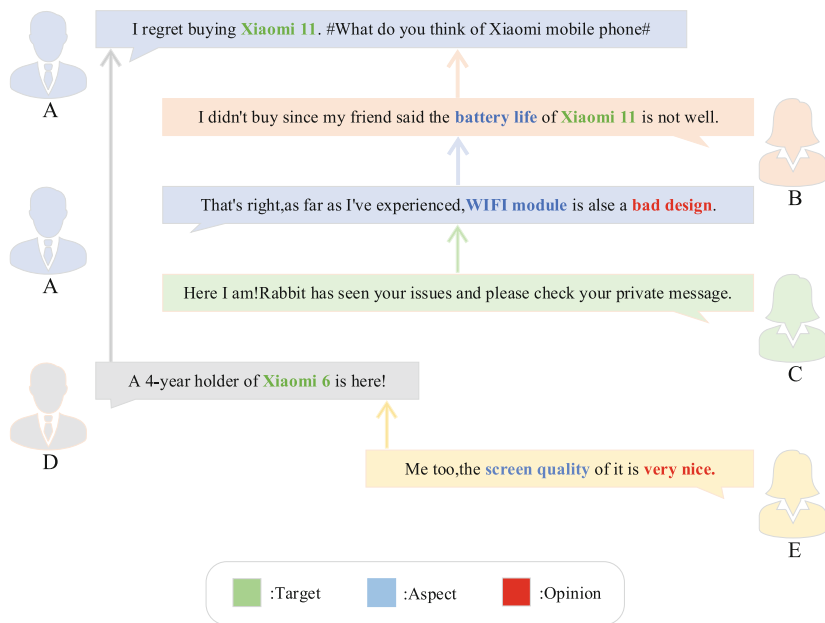 I regret buying Xiaomi 11. #What do you think of Xiaomi mobile phone#
A
I didn't buy since my friend said the battery life of Xiaomi 11 is not well.
B
That's right,as far as I've experienced,WIFI module is alse a bad design.
A
Here I am!Rabbit has seen your issues and please check your private message.
C
A 4-year holder of Xiaomi 6 is here!
D
Me too,the screen quality of it is very nice.
E
:Target :Aspect :Opinion